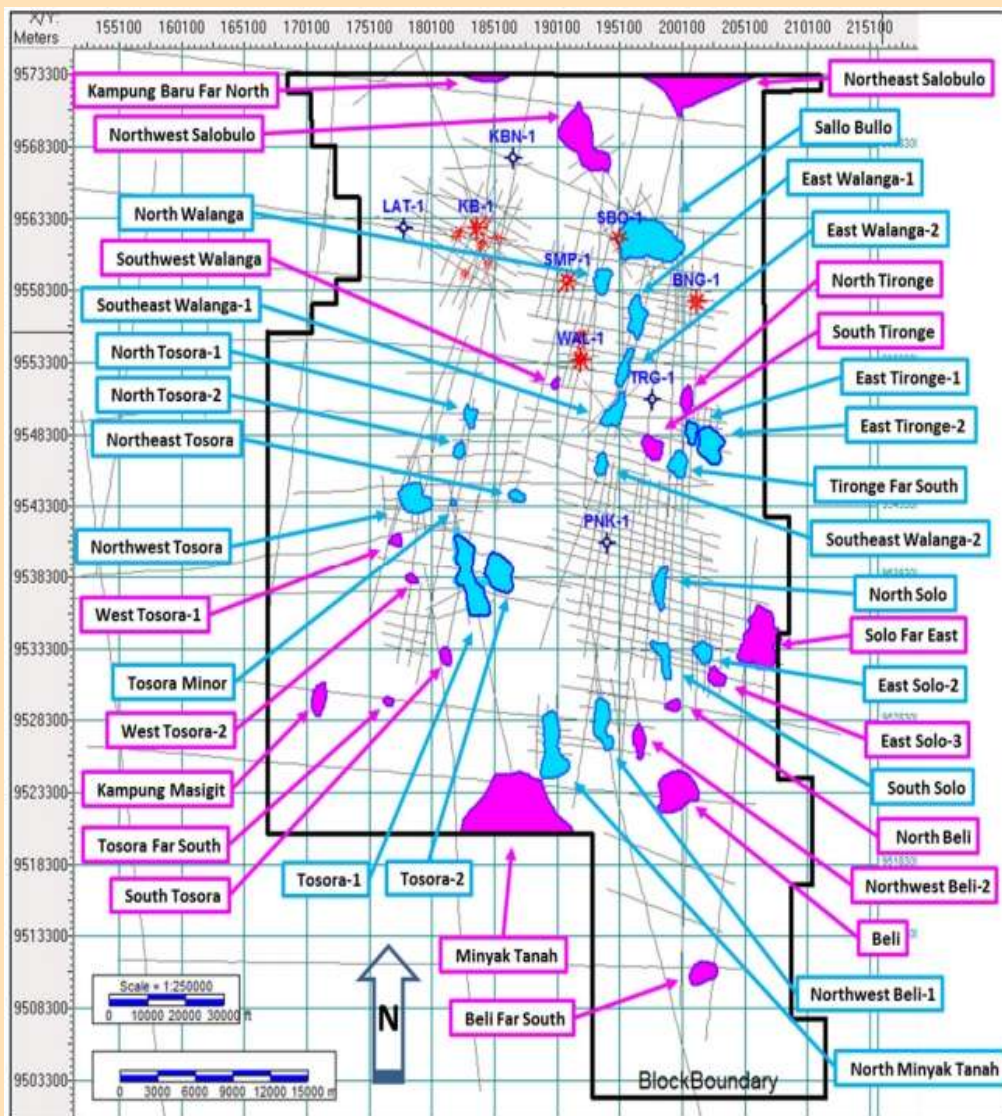 X/Y:
Meters
155100 160100 165100 170100 175100 180100 185100 190100 195100 200100 205100 210100 215100
9573300
9568300
9563300
9558300
9553300
9548300
9543300
9538300
9533300
9528300
9523300
9518300
9513300
9508300
9503300
Kampung Baru Far North
Northeast Salobulo
Northwest Salobulo
Sallo Bullo
KBN-1
East Walanga-1
North Walanga
LAT-1
KB-1
SBO-1
East Walanga-2
Southwest Walanga
SMP-1
BNG-1
North Tironge
Southeast Walanga-1
South Tironge
WAL-1
North Tosora-1
TRG-1
East Tironge-1
North Tosora-2
East Tironge-2
Northeast Tosora
Tironge Far South
PNK-1
Northwest Tosora
Southeast Walanga-2
North Solo
West Tosora-1
Solo Far East
Tosora Minor
East Solo-2
West Tosora-2
East Solo-3
Kampung Masigit
South Solo
Tosora Far South
North Beli
Tosora-1
Tosora-2
South Tosora
Northwest Beli-2
Minyak Tanah
Beli
Scale = 1:250000
0 10000 20000 30000 ft
N
Beli Far South
Northwest Beli-1
North Minyak Tanah
0 3000 6000 9000 12000 15000 m
BlockBoundary